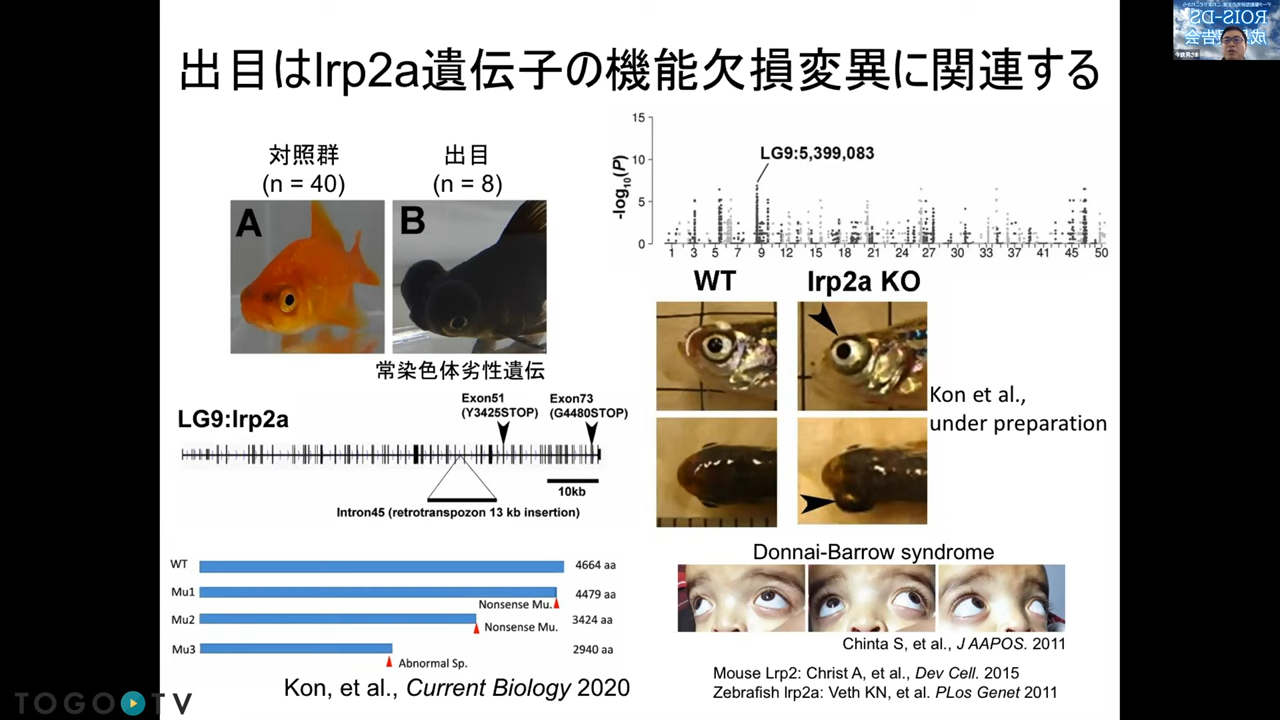 出目はlrp2a遺伝子の機能欠損変異に関連する
対照群
(n = 40)
出目
(n = 8)
A
B
常染色体劣性遺伝
LG9:lrp2a
Exon51
(Y3425STOP)
Exon73
(G4480STOP)
10kb
Intron45 (retrotranspozon 13 kb insertion)
WT
4664 aa
Mu1
4479 aa
Nonsense Mu.
Mu2
3424 aa
Nonsense Mu.
Mu3
2940 aa
Abnormal Sp.
Kon, et al., Current Biology 2020
-log10(P)
15
10
5
0
LG9:5,399,083
1 3 5 7 9 12 15 18 21 24 27 30 33 37 41 45 50
WT
lrp2a KO
Kon et al.,
under preparation
Donnai-Barrow syndrome
Chinta S, et al., J AAPOS. 2011
Mouse Lrp2: Christ A, et al., Dev Cell. 2015
Zebrafish lrp2a: Veth KN, et al. PLos Genet 2011
TOGO TV
ROIS-DS